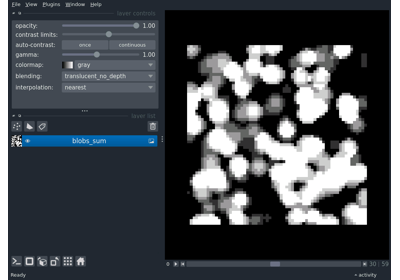 File View Plugins Window Help
layer controls
opacity: 1.00
contrast limits:
auto-contrast: once continuous
gamma: 1.00
colormap: gray
blending: translucent_no_depth
interpolation: nearest
layer list
blobs_sum
30 59
Ready activity